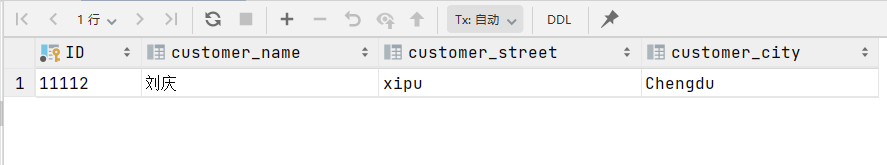 1 行 Tx: 自动 DDL
ID customer_name customer_street customer_city
1 11112 刘庆 xipu Chengdu